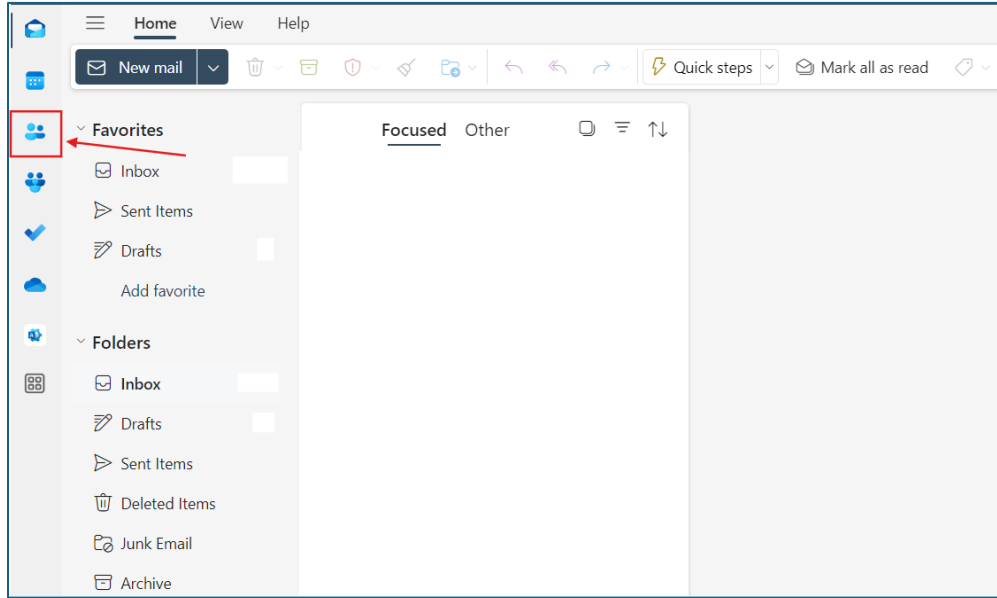 Home View Help
New mail Quick steps Mark all as read
Favorites
Focused Other
Inbox
Sent Items
Drafts
Add favorite
Folders
Inbox
Drafts
Sent Items
Deleted Items
Junk Email
Archive